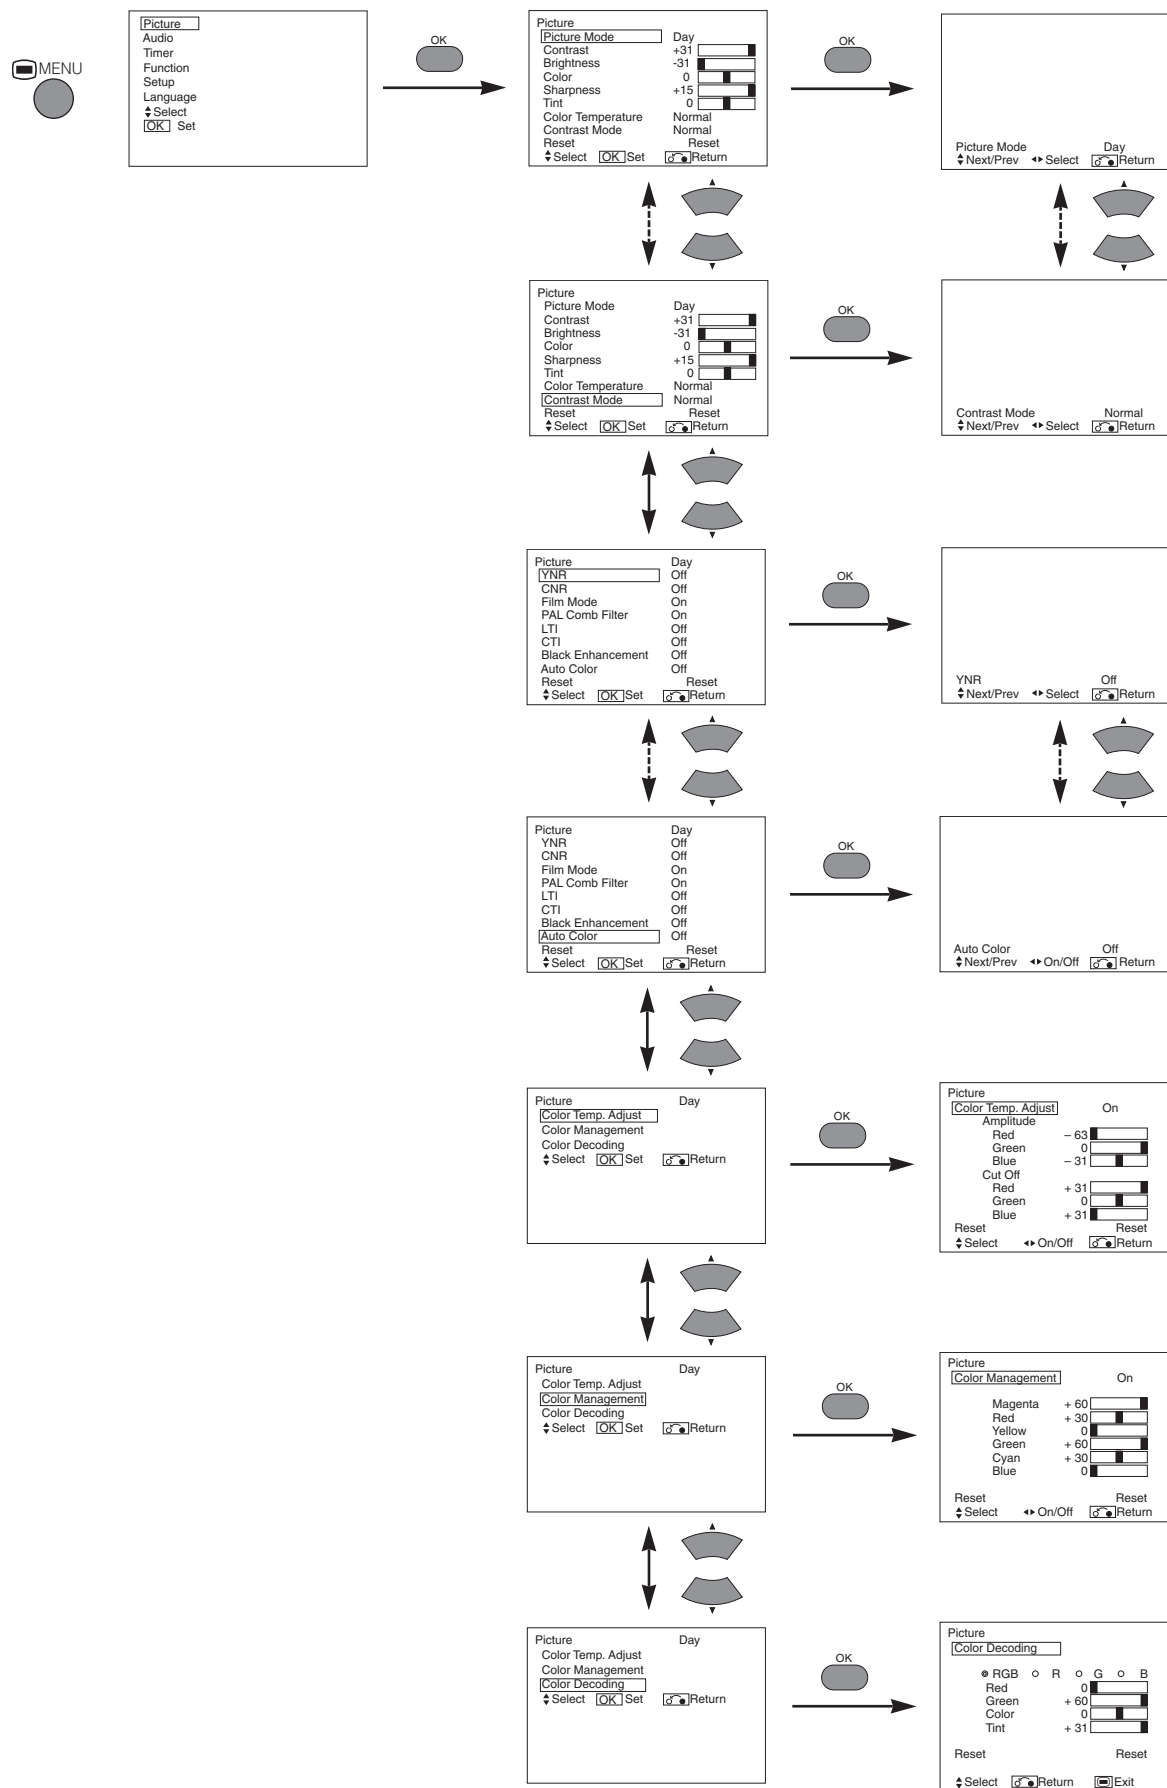 MENU
Picture
Audio
Timer
Function
Setup
Language
Select
OK Set
OK
Picture
Picture Mode Day
Contrast +31
Brightness -31
Color 0
Sharpness +15
Tint 0
Color Temperature Normal
Contrast Mode Normal
Reset Reset
Select OK Set Return
OK
Picture Mode Day
Next/Prev Select Return
Picture
Picture Mode Day
Contrast +31
Brightness -31
Color 0
Sharpness +15
Tint 0
Color Temperature Normal
Contrast Mode Normal
Reset Reset
Select OK Set Return
OK
Contrast Mode Normal
Next/Prev Select Return
Picture Day
YNR Off
CNR Off
Film Mode On
PAL Comb Filter On
LTI Off
CTI Off
Black Enhancement Off
Auto Color Off
Reset Reset
Select OK Set Return
OK
YNR Off
Next/Prev Select Return
Picture Day
YNR Off
CNR Off
Film Mode On
PAL Comb Filter On
LTI Off
CTI Off
Black Enhancement Off
Auto Color Off
Reset Reset
Select OK Set Return
OK
Auto Color Off
Next/Prev On/Off Return
Picture Day
Color Temp. Adjust
Color Management
Color Decoding
Select OK Set Return
OK
Picture
Color Temp. Adjust On
Amplitude
Red – 63
Green 0
Blue – 31
Cut Off
Red + 31
Green 0
Blue + 31
Reset Reset
Select On/Off Return
Picture Day
Color Temp. Adjust
Color Management
Color Decoding
Select OK Set Return
OK
Picture
Color Management On
Magenta + 60
Red + 30
Yellow 0
Green + 60
Cyan + 30
Blue 0
Reset Reset
Select On/Off Return
Picture Day
Color Temp. Adjust
Color Management
Color Decoding
Select OK Set Return
OK
Picture
Color Decoding
RGB R G B
Red 0
Green + 60
Color 0
Tint + 31
Reset Reset
Select Return Exit